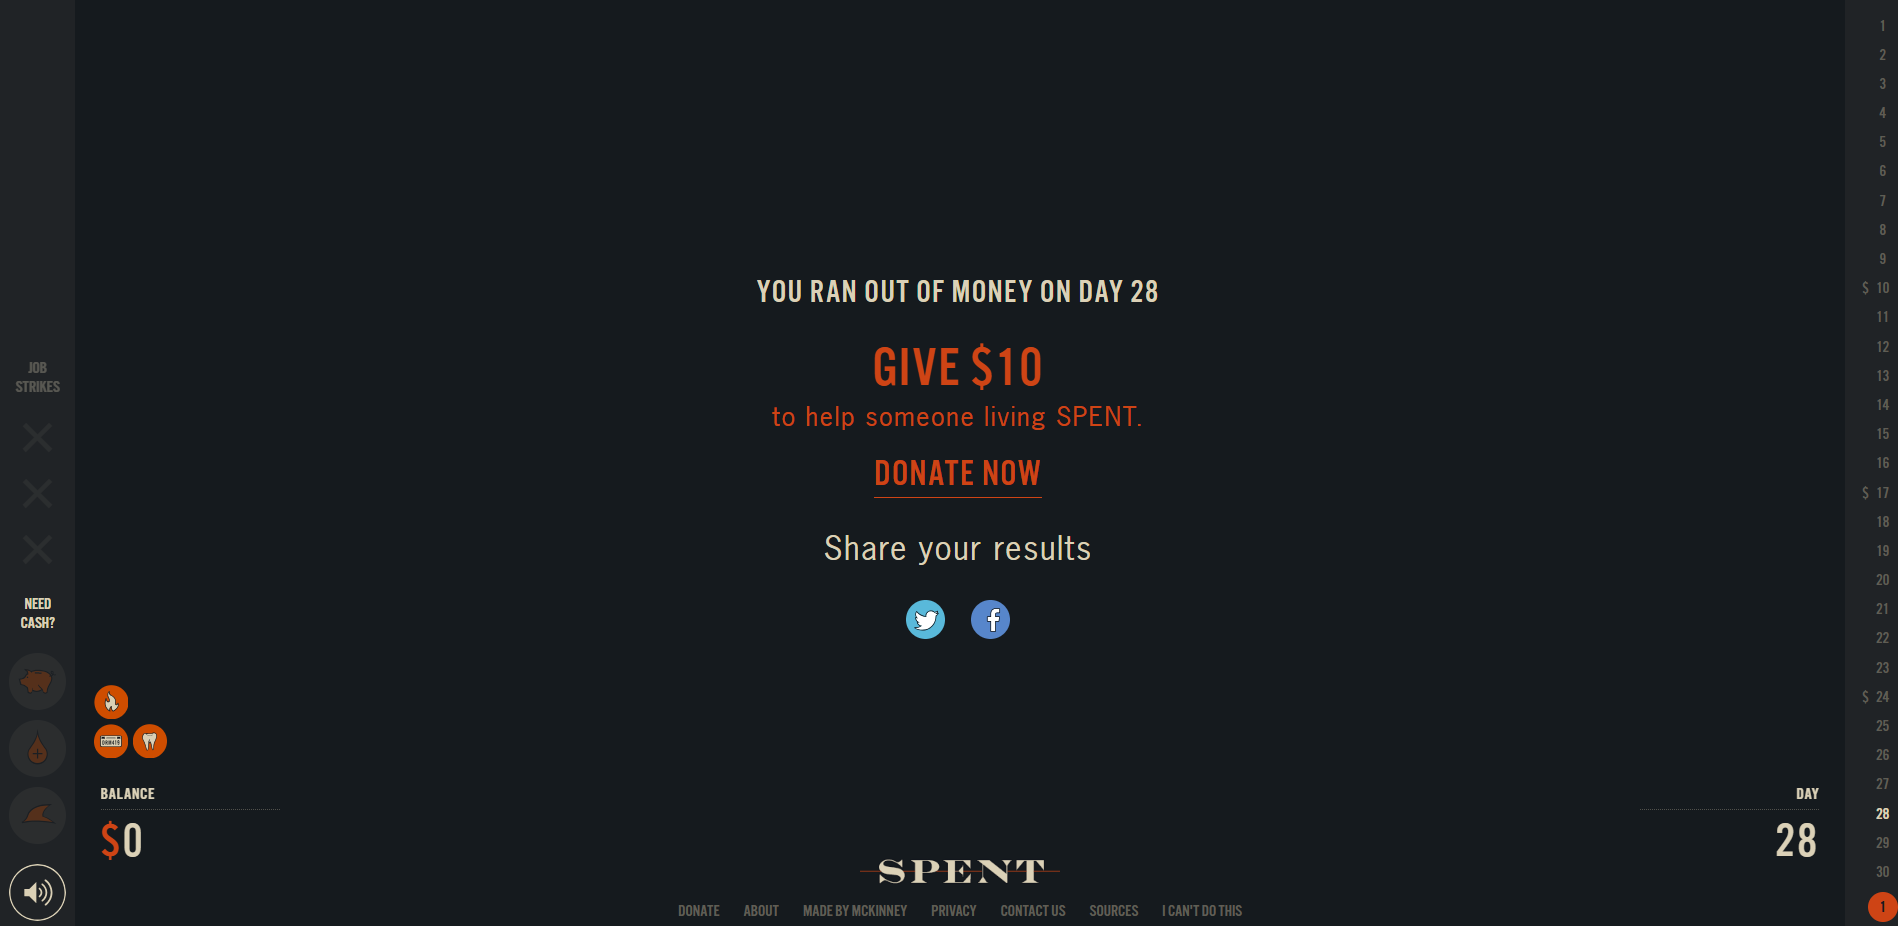 YOU RAN OUT OF MONEY ON DAY 28
GIVE $10
to help someone living SPENT.
DONATE NOW
Share your results
JOB
STRIKES
NEED
CASH?
BALANCE
$0
DAY
28
SPENT
DONATE ABOUT MADE BY MCKINNEY PRIVACY CONTACT US SOURCES I CAN'T DO THIS
1
2
3
4
5
6
7
8
9
$ 10
11
12
13
14
15
16
$ 17
18
19
20
21
22
23
$ 24
25
26
27
28
29
30
1